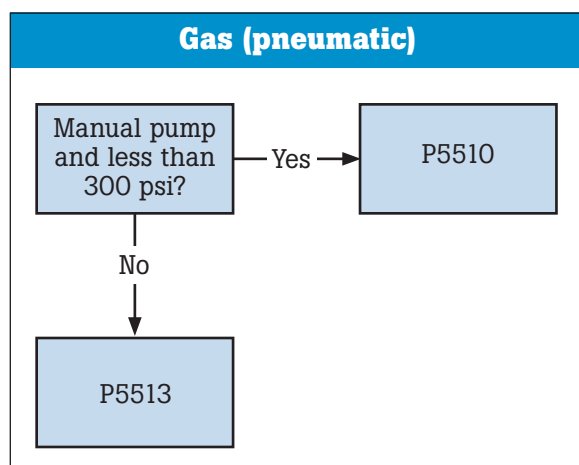 Gas (pneumatic)
Manual pump
and less than
300 psi?
Yes
P5510
No
P5513